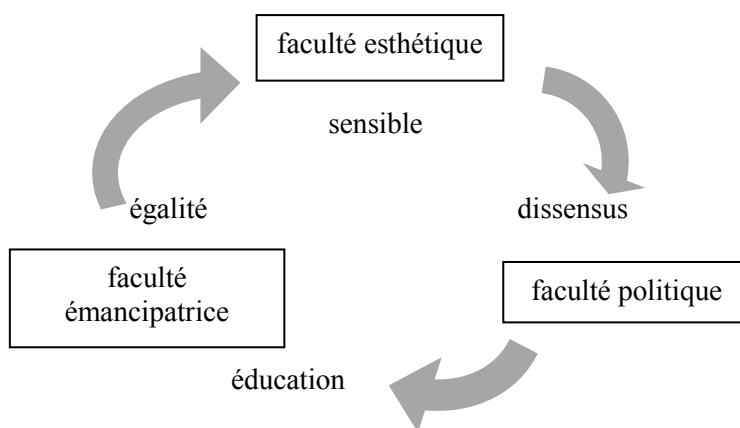 faculté esthétique
sensible
égalité
dissensus
faculté
émancipatrice
faculté politique
éducation